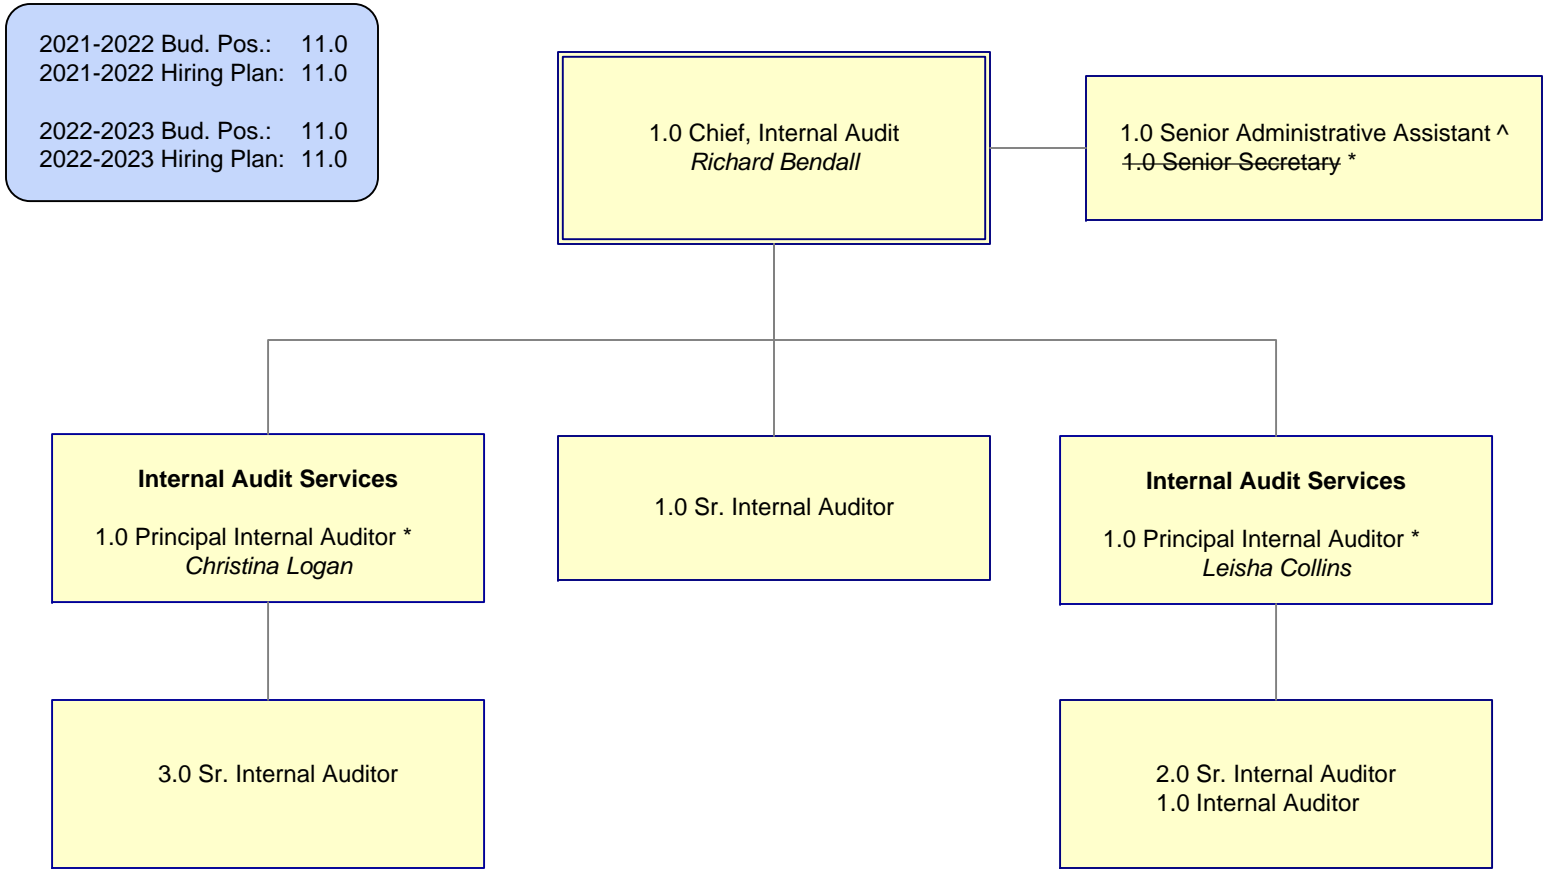 2021-2022 Bud. Pos.: 11.0
2021-2022 Hiring Plan: 11.0
2022-2023 Bud. Pos.: 11.0
2022-2023 Hiring Plan: 11.0
1.0 Chief, Internal Audit
Richard Bendall
1.0 Senior Administrative Assistant ^
1.0 Senior Secretary *
Internal Audit Services
1.0 Principal Internal Auditor *
Christina Logan
1.0 Sr. Internal Auditor
Internal Audit Services
1.0 Principal Internal Auditor *
Leisha Collins
3.0 Sr. Internal Auditor
2.0 Sr. Internal Auditor
1.0 Internal Auditor